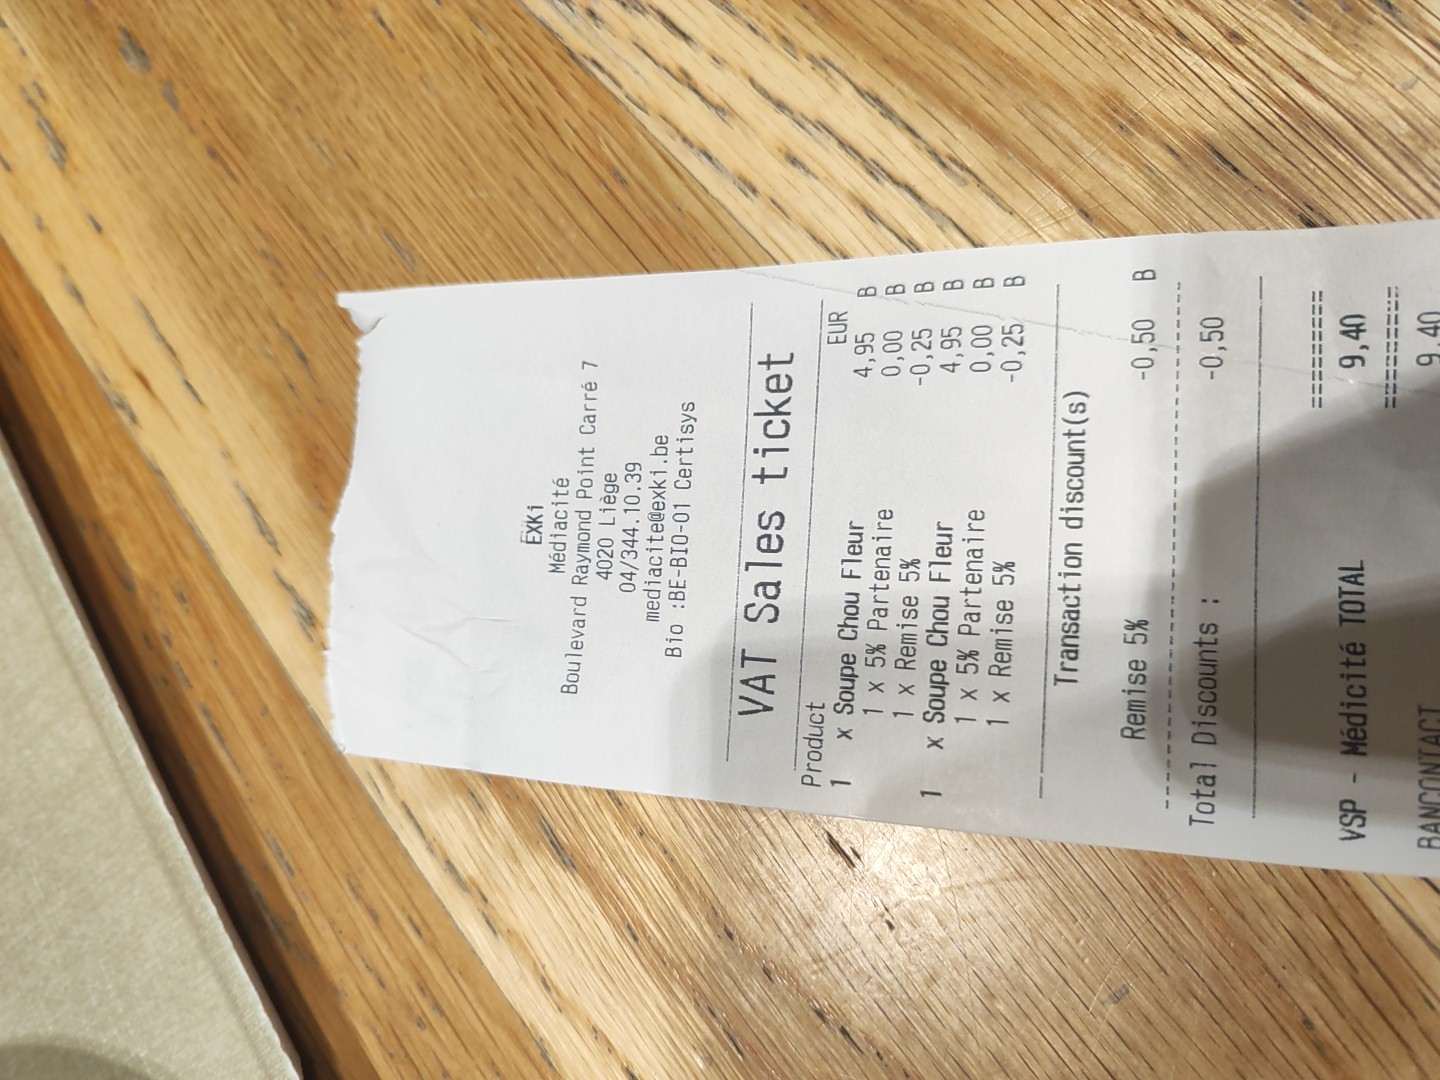 EXKi
Médiacité
Boulevard Raymond Point Carré 7
4020 Liège
04/344.10.39
mediacite@exki.be
Bio :BE-BIO-01 Certisys
VAT Sales ticket
Product EUR
1 x Soupe Chou Fleur 4,95 B
1 x 5% Partenaire 0,00 B
1 x Remise 5% -0,25 B
1 x Soupe Chou Fleur 4,95 B
1 x 5% Partenaire 0,00 B
1 x Remise 5% -0,25 B
Transaction discount(s)
Remise 5% -0,50 B
Total Discounts : -0,50
=========
VSP - Médicité TOTAL 9,40
=========
BANCONTACT 9,40